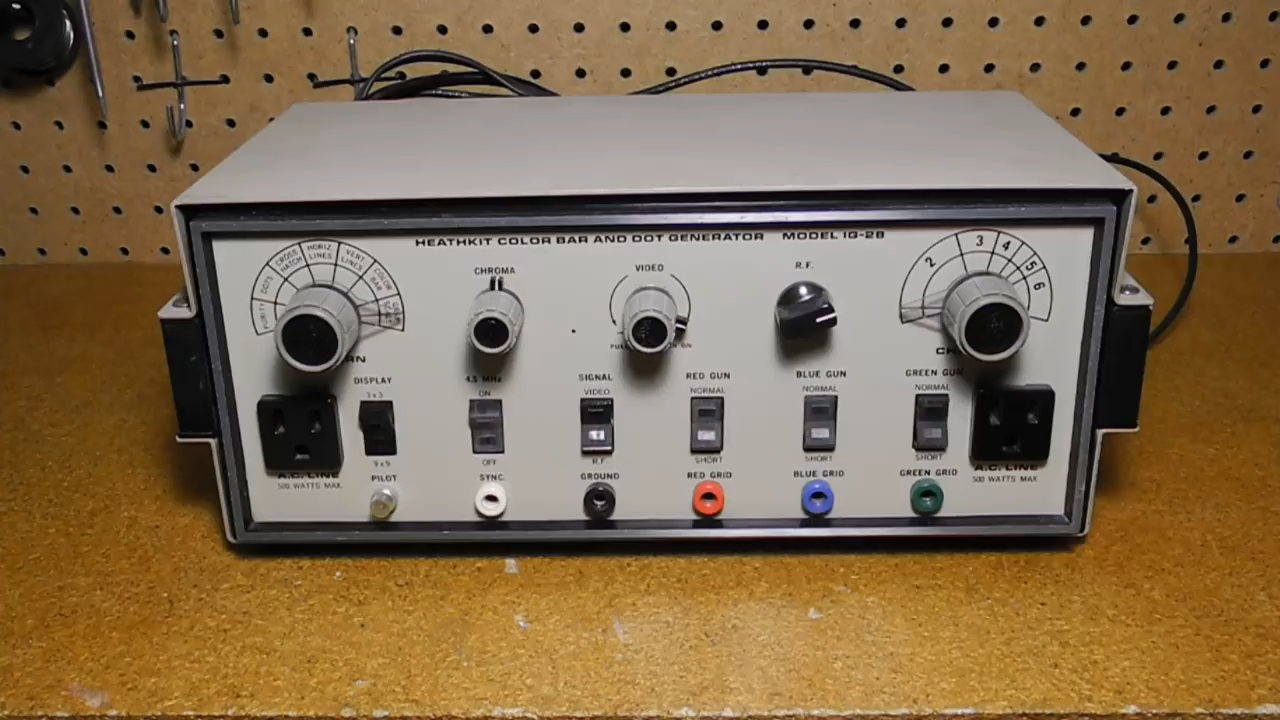 HEATHKIT COLOR BAR AND DOT GENERATOR MODEL IG-28
PURITY
DOTS
CROSS
HATCH
HORIZ.
LINES
VERT.
LINES
COLOR
BAR
CHROMA
VIDEO
R.F.
2
3
4
5
6
DISPLAY
3 x 3
9 x 9
4.5 MHz
ON
OFF
SIGNAL
VIDEO
R.F.
RED GUN
NORMAL
SHORT
BLUE GUN
NORMAL
SHORT
GREEN GUN
NORMAL
SHORT
A.C. LINE
500 WATTS MAX.
PILOT
SYNC.
GROUND
RED GRID
BLUE GRID
GREEN GRID
A.C. LINE
500 WATTS MAX.